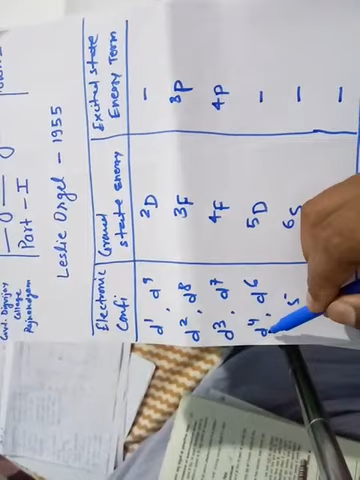 Govt. Digvijay
College
Rajnandgaon
Part - I
Leslie Orgel - 1955
Electronic Confi
Ground state energy
Excited state Energy Term
d¹, d⁹ ²D -
d², d⁸ ³F ³P
d³, d⁷ ⁴F ⁴P
d⁴, d⁶ ⁵D -
5 ⁶S -
-